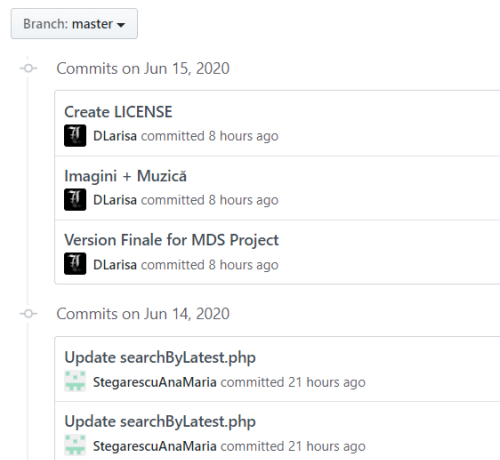 Branch: master
Commits on Jun 15, 2020
Create LICENSE
DLarisa committed 8 hours ago
Imagini + Muzică
DLarisa committed 8 hours ago
Version Finale for MDS Project
DLarisa committed 8 hours ago
Commits on Jun 14, 2020
Update searchByLatest.php
StegarescuAnaMaria committed 21 hours ago
Update searchByLatest.php
StegarescuAnaMaria committed 21 hours ago